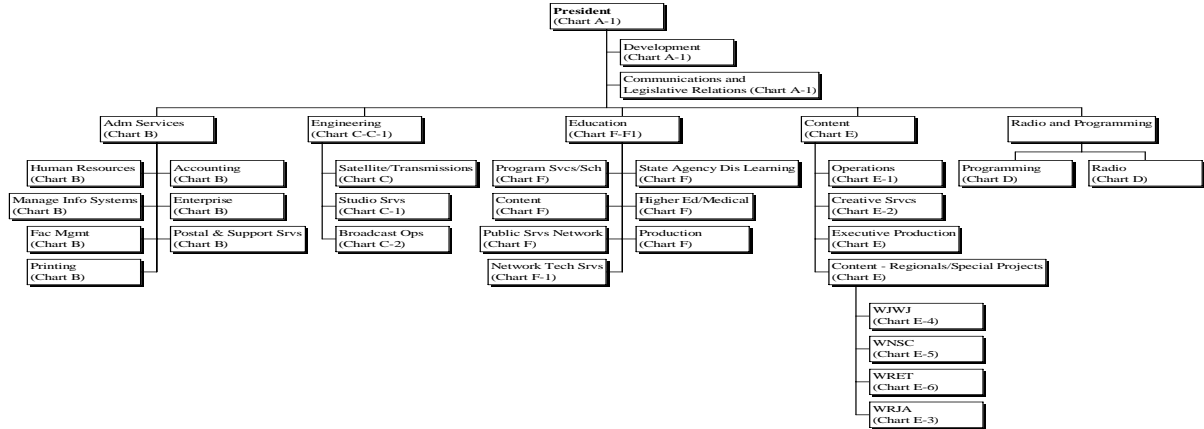 President
(Chart A-1)
Development
(Chart A-1)
Communications and
Legislative Relations (Chart A-1)
Adm Services
(Chart B)
Engineering
(Chart C-C-1)
Education
(Chart F-F1)
Content
(Chart E)
Radio and Programming
Human Resources
(Chart B)
Accounting
(Chart B)
Manage Info Systems
(Chart B)
Enterprise
(Chart B)
Fac Mgmt
(Chart B)
Postal & Support Srvs
(Chart B)
Printing
(Chart B)
Satellite/Transmissions
(Chart C)
Studio Srvs
(Chart C-1)
Broadcast Ops
(Chart C-2)
Program Svcs/Sch
(Chart F)
State Agency Dis Learning
(Chart F)
Content
(Chart F)
Higher Ed/Medical
(Chart F)
Public Srvs Network
(Chart F)
Production
(Chart F)
Network Tech Srvs
(Chart F-1)
Operations
(Chart E-1)
Creative Srvcs
(Chart E-2)
Executive Production
(Chart E)
Content - Regionals/Special Projects
(Chart E)
WJWJ
(Chart E-4)
WNSC
(Chart E-5)
WRET
(Chart E-6)
WRJA
(Chart E-3)
Programming
(Chart D)
Radio
(Chart D)